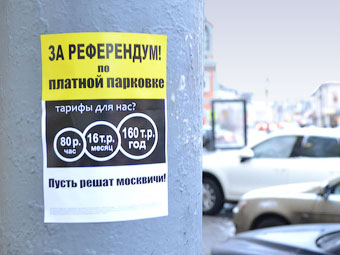 ЗА РЕФЕРЕНДУМ!
по
платной парковке
тарифы для нас?
80 р. 16 т.р. 160 т.р.
час месяц год
Пусть решат москвичи!